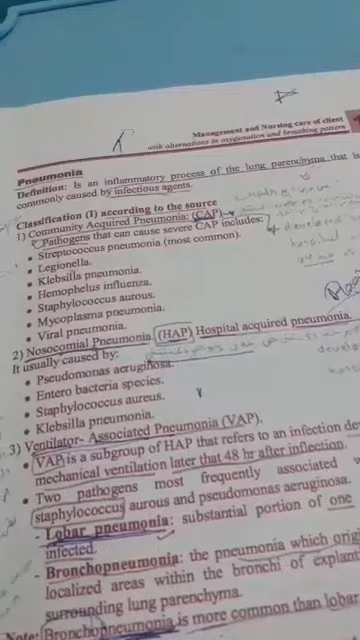 Management and Nursing care of client
with alternations in oxygenation and breathing pattern
Pneumonia
Definition: Is an inflammatory process of the lung parenchyma that is
commonly caused by infectious agents.
Classification (I) according to the source
1) Community Acquired Pneumonia: (CAP)
Pathogens that can cause severe CAP includes:
• Streptococcus pneumonia (most common).
• Legionella.
• Klebsilla pneumonia.
• Hemophelus influenza.
• Staphylococcus aurous.
• Mycoplasma pneumonia.
• Viral pneumonia.
developed
hospital
2) Nosocomial Pneumonia (HAP) Hospital acquired pneumonia.
It usually caused by:
• Pseudomonas aeruginosa.
• Entero bacteria species.
• Staphylococcus aureus.
• Klebsilla pneumonia.
3) Ventilator- Associated Pneumonia (VAP).
• VAP is a subgroup of HAP that refers to an infection
mechanical ventilation later that 48 hr after inflection.
• Two pathogens most frequently associated
staphylococcus aurous and pseudomonas aeruginosa.
- Lobar pneumonia: substantial portion of one
infected.
- Bronchopneumonia: the pneumonia which
localized areas within the bronchi of
surrounding lung parenchyma.
Note: Bronchopneumonia is more common than lobar